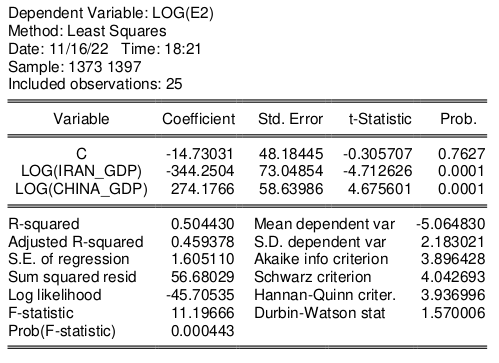 Dependent Variable: LOG(E2)
Method: Least Squares
Date: 11/16/22 Time: 18:21
Sample: 1373 1397
Included observations: 25
Variable Coefficient Std. Error t-Statistic Prob.
C -14.73031 48.18445 -0.305707 0.7627
LOG(IRAN_GDP) -344.2504 73.04854 -4.712626 0.0001
LOG(CHINA_GDP) 274.1766 58.63986 4.675601 0.0001
R-squared 0.504430 Mean dependent var -5.064830
Adjusted R-squared 0.459378 S.D. dependent var 2.183021
S.E. of regression 1.605110 Akaike info criterion 3.896428
Sum squared resid 56.68029 Schwarz criterion 4.042693
Log likelihood -45.70535 Hannan-Quinn criter. 3.936996
F-statistic 11.19666 Durbin-Watson stat 1.570006
Prob(F-statistic) 0.000443